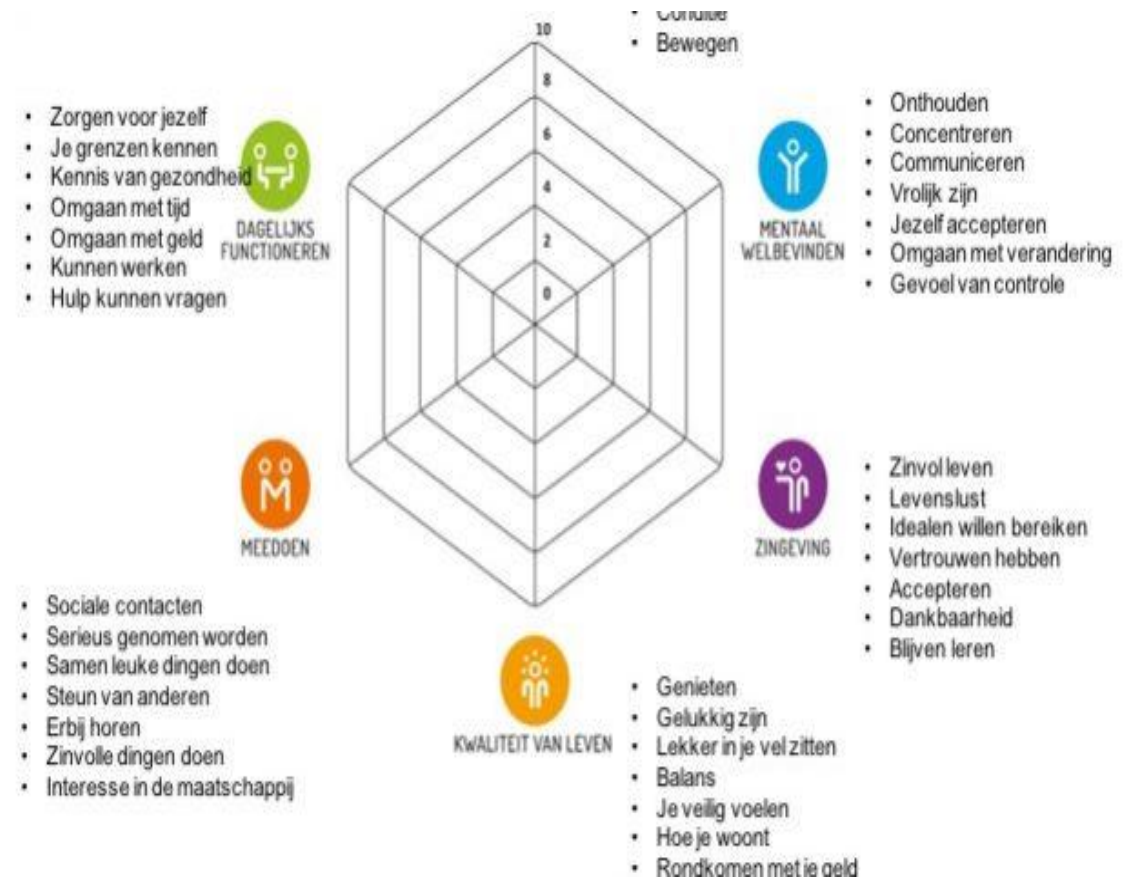 • Conditie
• Bewegen
10
8
6
4
2
0
• Zorgen voor jezelf
• Je grenzen kennen
• Kennis van gezondheid
• Omgaan met tijd
• Omgaan met geld
• Kunnen werken
• Hulp kunnen vragen
DAGELIJKS
FUNCTIONEREN
MENTAAL
WELBEVINDEN
• Onthouden
• Concentreren
• Communiceren
• Vrolijk zijn
• Jezelf accepteren
• Omgaan met verandering
• Gevoel van controle
MEEDOEN
• Sociale contacten
• Serieus genomen worden
• Samen leuke dingen doen
• Steun van anderen
• Erbij horen
• Zinvolle dingen doen
• Interesse in de maatschappij
ZINGEVING
• Zinvol leven
• Levenslust
• Idealen willen bereiken
• Vertrouwen hebben
• Accepteren
• Dankbaarheid
• Blijven leren
KWALITEIT VAN LEVEN
• Genieten
• Gelukkig zijn
• Lekker in je vel zitten
• Balans
• Je veilig voelen
• Hoe je woont
• Rondkomen met je geld